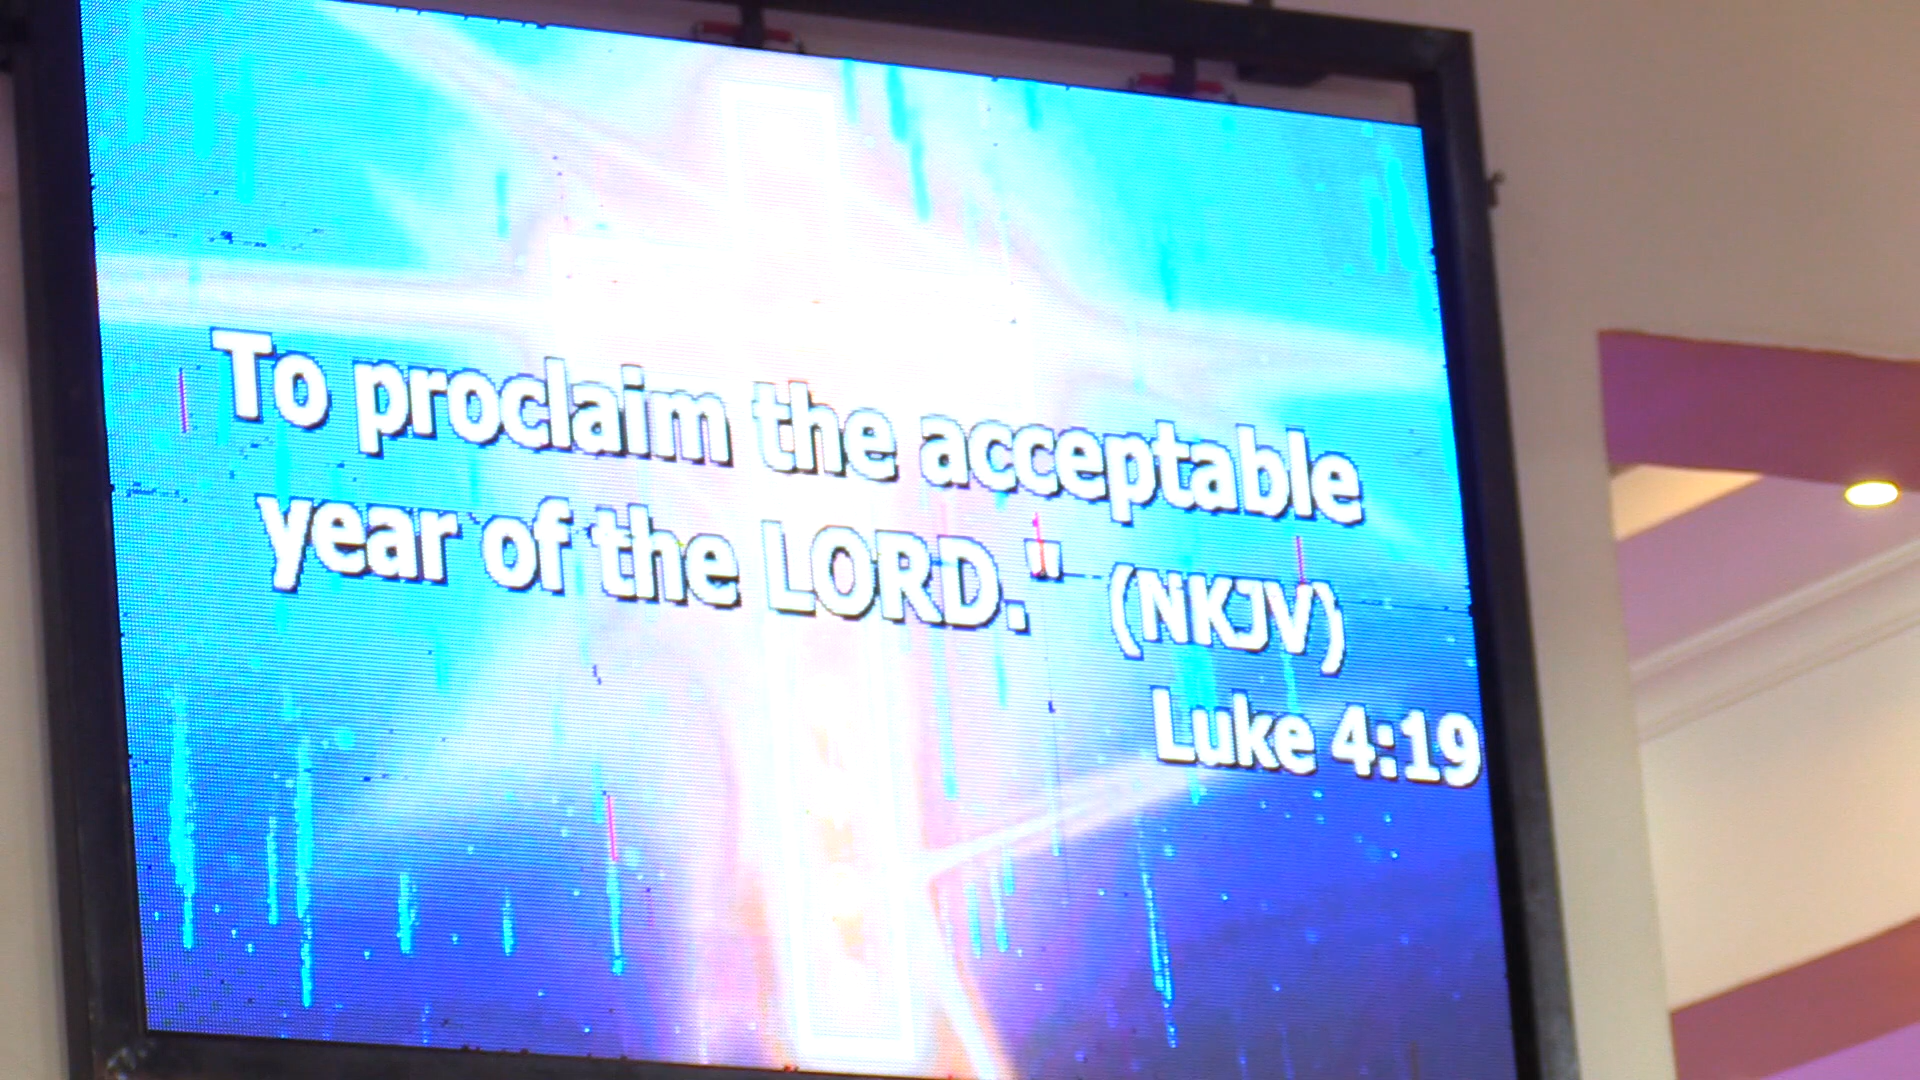 To proclaim the acceptable
year of the LORD." (NKJV)
Luke 4:19